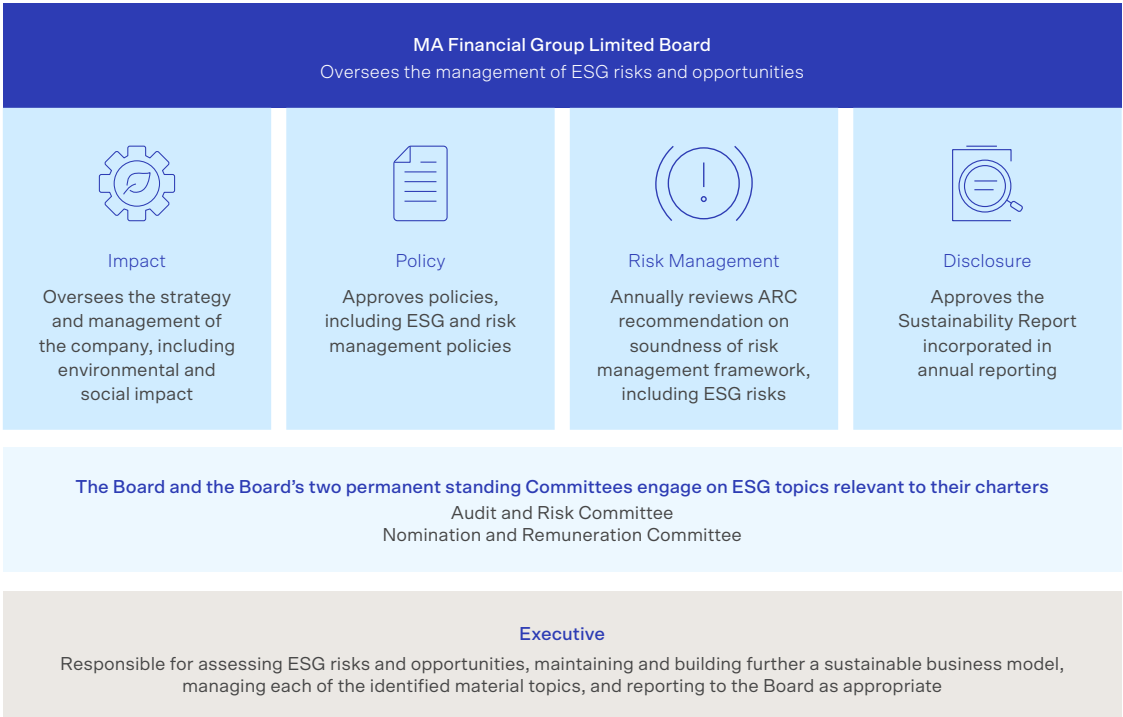 MA Financial Group Limited Board
Oversees the management of ESG risks and opportunities
Impact
Oversees the strategy
and management of
the company, including
environmental and
social impact
Policy
Approves policies,
including ESG and risk
management policies
Risk Management
Annually reviews ARC
recommendation on
soundness of risk
management framework,
including ESG risks
Disclosure
Approves the
Sustainability Report
incorporated in
annual reporting
The Board and the Board’s two permanent standing Committees engage on ESG topics relevant to their charters
Audit and Risk Committee
Nomination and Remuneration Committee
Executive
Responsible for assessing ESG risks and opportunities, maintaining and building further a sustainable business model,
managing each of the identified material topics, and reporting to the Board as appropriate